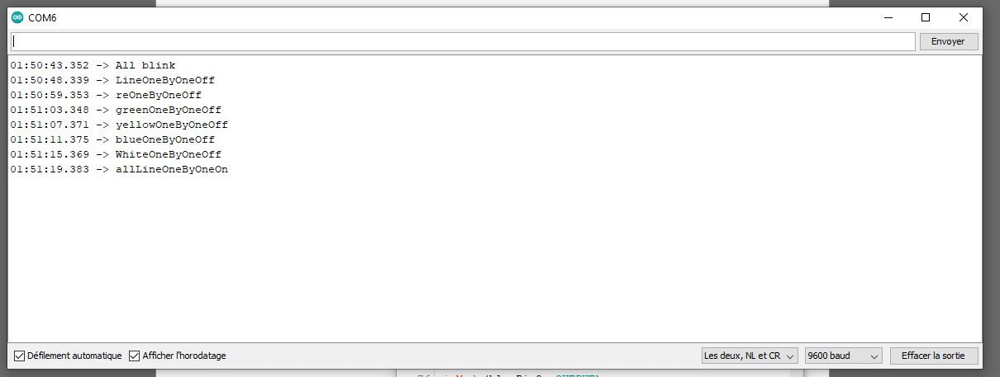 COM6
Envoyer
01:50:43.352 -> All blink
01:50:48.339 -> LineOneByOneOff
01:50:59.353 -> reOneByOneOff
01:51:03.348 -> greenOneByOneOff
01:51:07.371 -> yellowOneByOneOff
01:51:11.375 -> blueOneByOneOff
01:51:15.369 -> WhiteOneByOneOff
01:51:19.383 -> allLineOneByOneOn
Défilement automatique Afficher l'horodatage Les deux, NL et CR 9600 baud Effacer la sortie